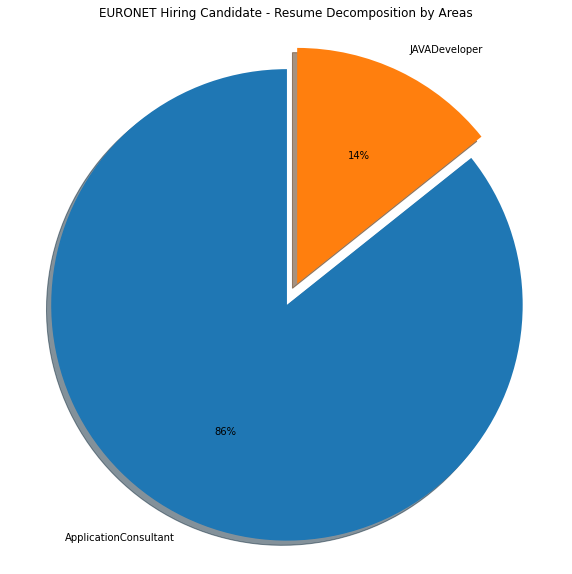 EURONET Hiring Candidate - Resume Decomposition by Areas
JAVADeveloper
14%
86%
ApplicationConsultant